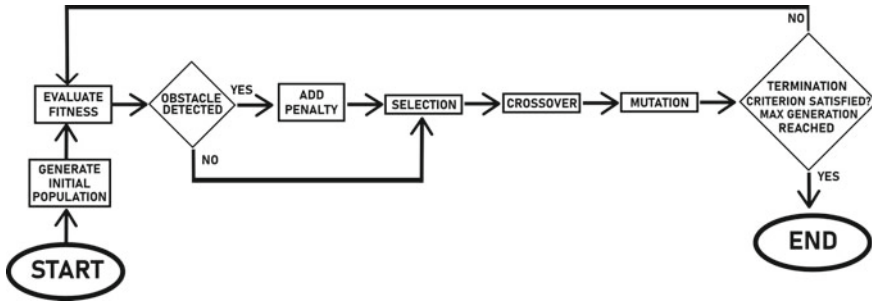 START
GENERATE
INITIAL
POPULATION
EVALUATE
FITNESS
OBSTACLE
DETECTED
YES
NO
ADD
PENALTY
SELECTION
CROSSOVER
MUTATION
TERMINATION
CRITERION SATISFIED?
MAX GENERATION
REACHED
NO
YES
END